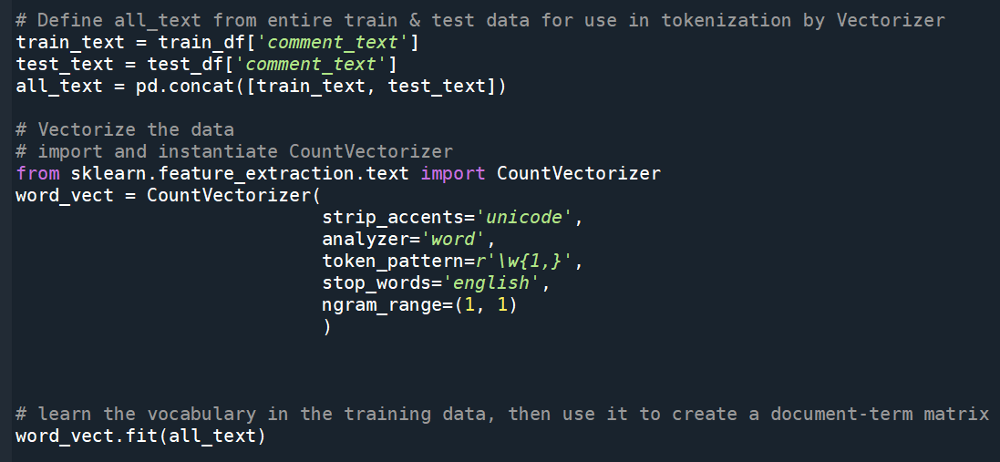 # Define all_text from entire train & test data for use in tokenization by Vectorizer
train_text = train_df['comment_text']
test_text = test_df['comment_text']
all_text = pd.concat([train_text, test_text])
# Vectorize the data
# import and instantiate CountVectorizer
from sklearn.feature_extraction.text import CountVectorizer
word_vect = CountVectorizer(
strip_accents='unicode',
analyzer='word',
token_pattern=r'\w{1,}',
stop_words='english',
ngram_range=(1, 1)
)
# learn the vocabulary in the training data, then use it to create a document-term matrix
word_vect.fit(all_text)